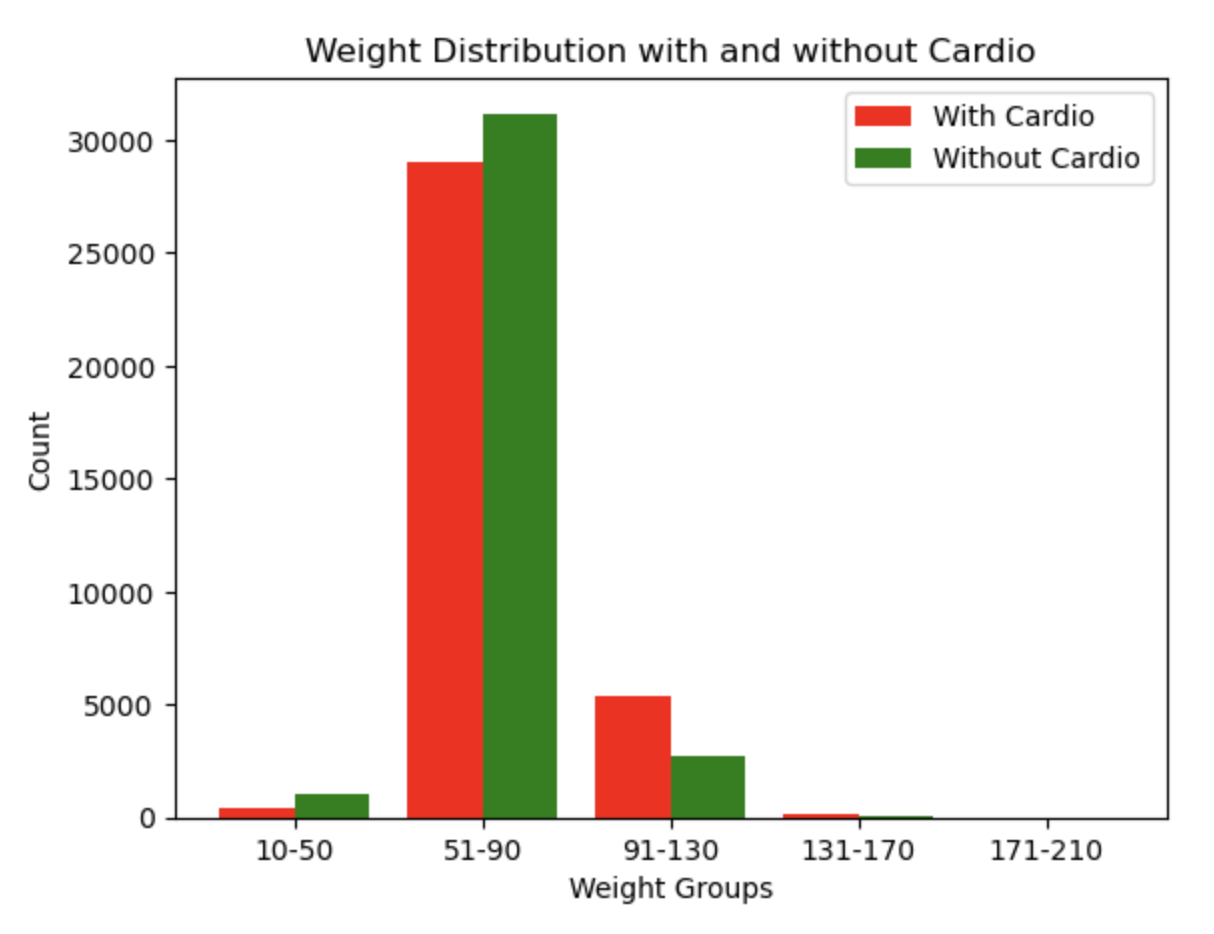 Weight Distribution with and without Cardio
With Cardio
Without Cardio
30000
25000
20000
15000
10000
5000
0
Count
10-50 51-90 91-130 131-170 171-210
Weight Groups